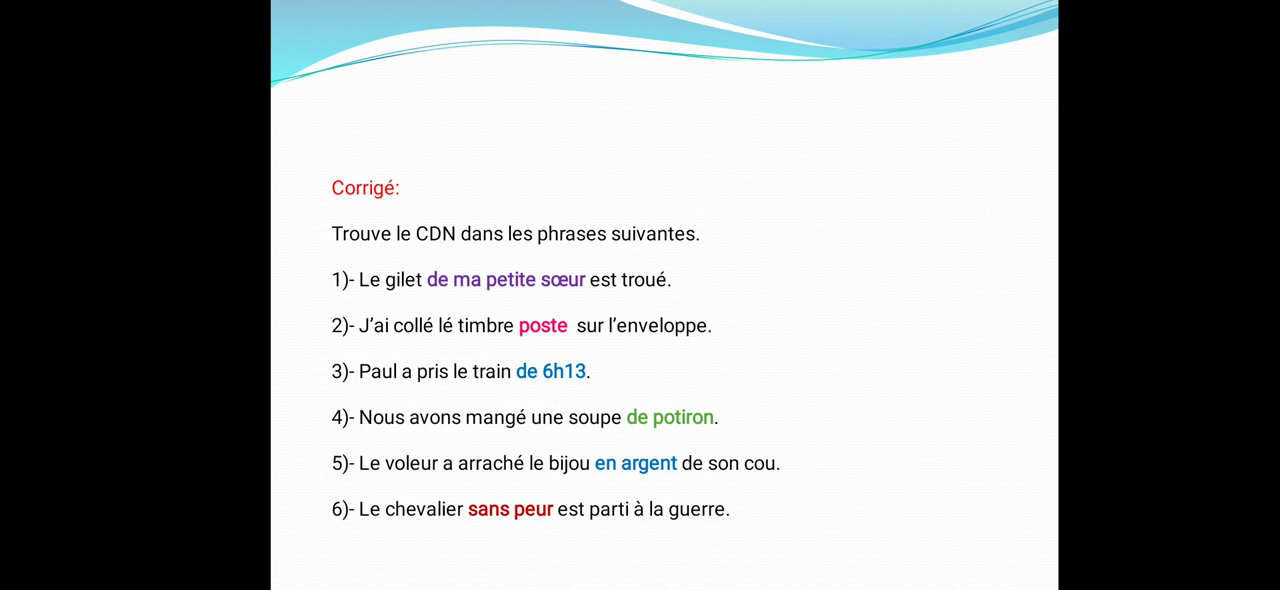 Corrigé:
Trouve le CDN dans les phrases suivantes.
1)- Le gilet de ma petite sœur est troué.
2)- J’ai collé lé timbre poste  sur l’enveloppe.
3)- Paul a pris le train de 6h13.
4)- Nous avons mangé une soupe de potiron.
5)- Le voleur a arraché le bijou en argent de son cou.
6)- Le chevalier sans peur est parti à la guerre.